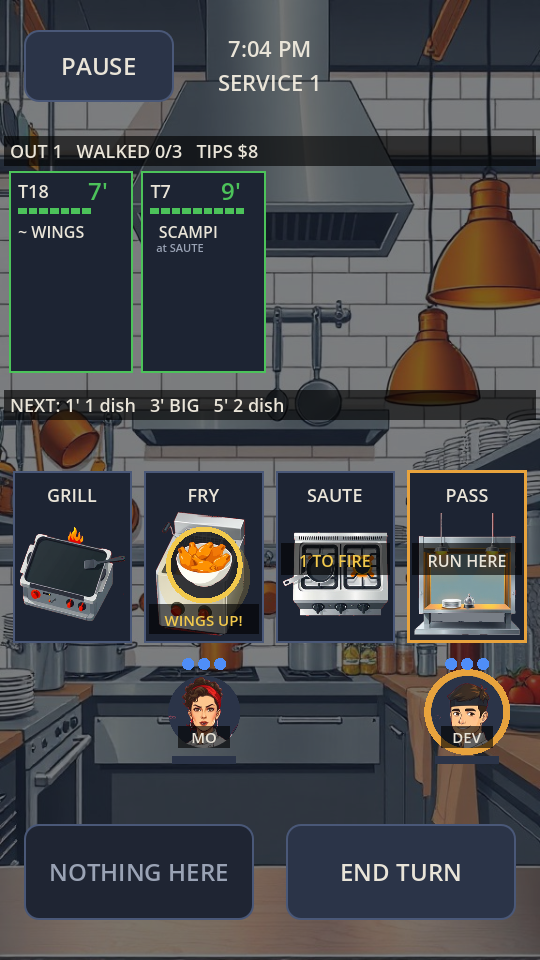 PAUSE
7:04 PM
SERVICE 1
OUT 1 WALKED 0/3 TIPS $8
T18 7'
~ WINGS
T7 9'
SCAMPI
at SAUTE
NEXT: 1' 1 dish 3' BIG 5' 2 dish
GRILL
FRY
WINGS UP!
SAUTE
1 TO FIRE
PASS
RUN HERE
MO
DEV
NOTHING HERE
END TURN